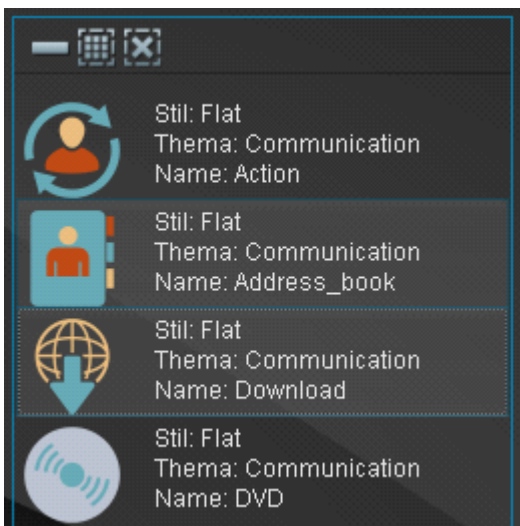 Stil: Flat
Thema: Communication
Name: Action
Stil: Flat
Thema: Communication
Name: Address_book
Stil: Flat
Thema: Communication
Name: Download
Stil: Flat
Thema: Communication
Name: DVD